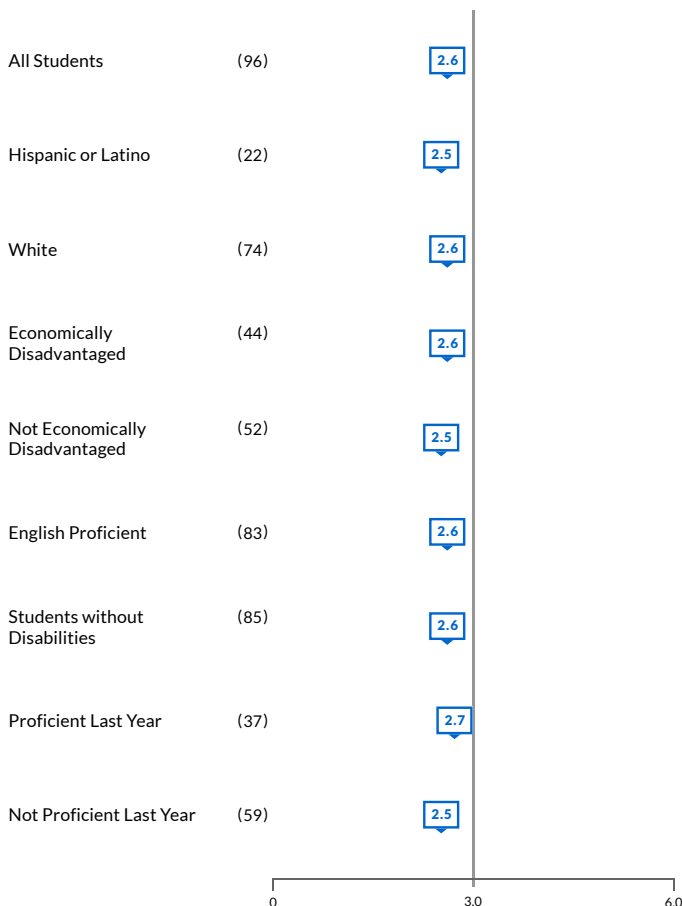 All Students (96) 2.6
Hispanic or Latino (22) 2.5
White (74) 2.6
Economically (44)
Disadvantaged 2.6
Not Economically (52) 2.5
Disadvantaged
English Proficient (83) 2.6
Students without (85) 2.6
Disabilities
Proficient Last Year (37) 2.7
Not Proficient Last Year (59) 2.5
0 3.0 6.0